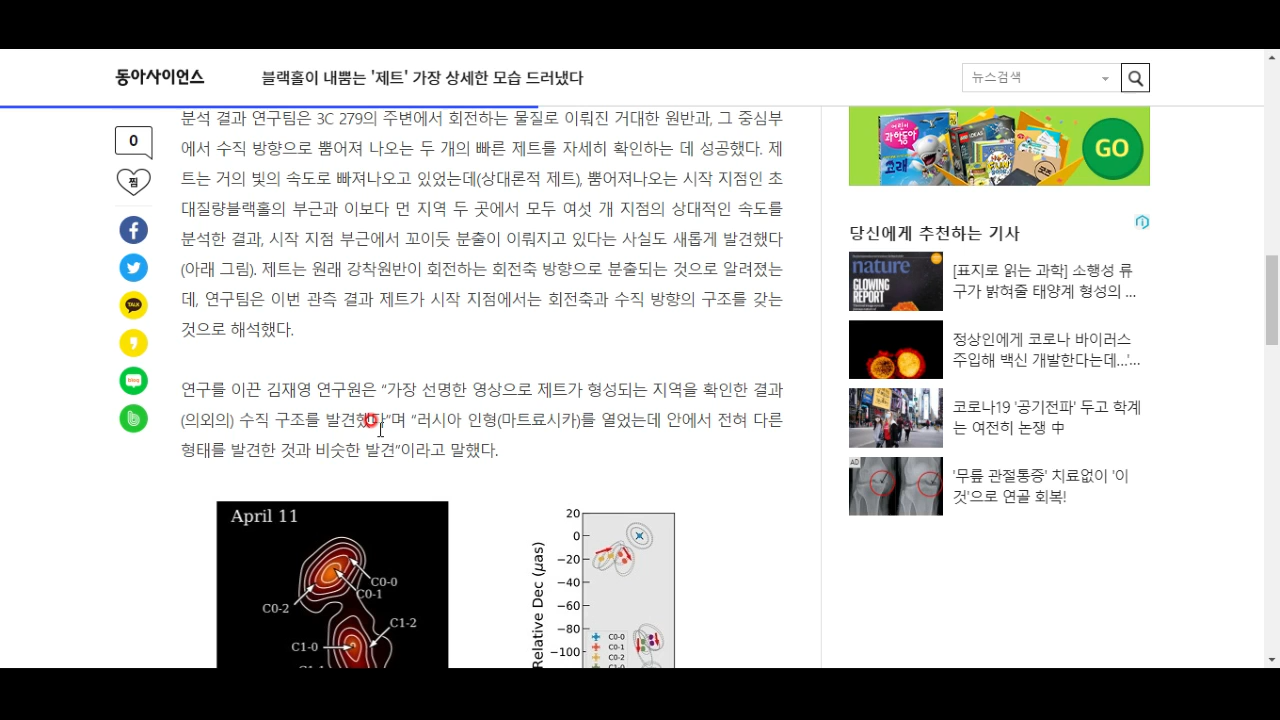 동아사이언스
블랙홀이 내뿜는 '제트' 가장 상세한 모습 드러냈다
뉴스검색
분석 결과 연구팀은 3C 279의 주변에서 회전하는 물질로 이뤄진 거대한 원반과, 그 중심부
에서 수직 방향으로 뿜어져 나오는 두 개의 빠른 제트를 자세히 확인하는 데 성공했다. 제
트는 거의 빛의 속도로 빠져나오고 있었는데(상대론적 제트), 뿜어져나오는 시작 지점인 초
대질량블랙홀의 부근과 이보다 먼 지역 두 곳에서 모두 여섯 개 지점의 상대적인 속도를
분석한 결과, 시작 지점 부근에서 꼬이듯 분출이 이뤄지고 있다는 사실도 새롭게 발견했다
(아래 그림). 제트는 원래 강착원반이 회전하는 회전축 방향으로 분출되는 것으로 알려졌는
데, 연구팀은 이번 관측 결과 제트가 시작 지점에서는 회전축과 수직 방향의 구조를 갖는
것으로 해석했다.
연구를 이끈 김재영 연구원은 “가장 선명한 영상으로 제트가 형성되는 지역을 확인한 결과
(의외의) 수직 구조를 발견했다”며 “러시아 인형(마트료시카)를 열었는데 안에서 전혀 다른
형태를 발견한 것과 비슷한 발견”이라고 말했다.
0
찜
TALK
blog
April 11
C0-0
C0-1
C0-2
C1-2
C1-0
Relative Dec (μas)
20
0
−20
−40
−60
−80
−100
C0-0
C0-1
C0-2
과학동아
고래
GO
당신에게 추천하는 기사
nature
GLOWING
REPORT
[표지로 읽는 과학] 소행성 류
구가 밝혀줄 태양계 형성의 ...
정상인에게 코로나 바이러스
주입해 백신 개발한다는데...'...
코로나19 '공기전파' 두고 학계
는 여전히 논쟁 中
AD
'무릎 관절통증' 치료없이 '이
것'으로 연골 회복!